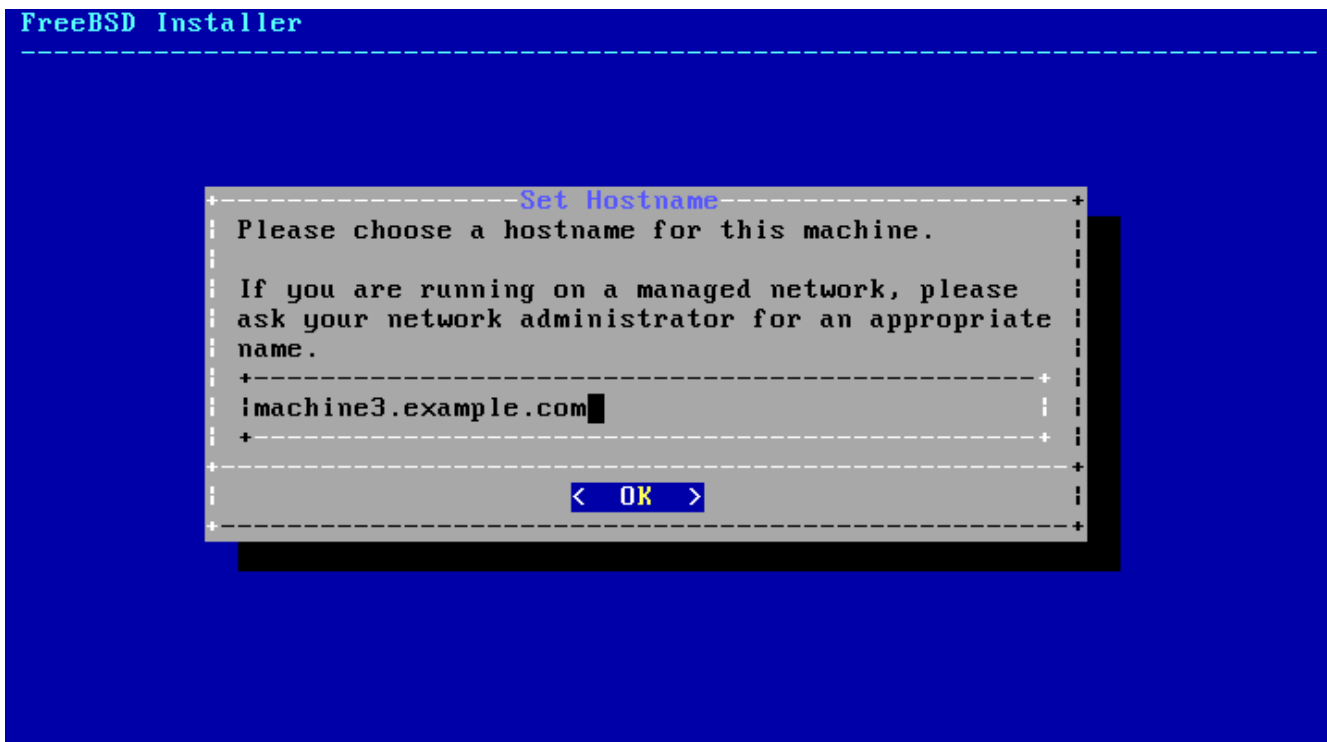 FreeBSD Installer
Set Hostname
Please choose a hostname for this machine.
If you are running on a managed network, please
ask your network administrator for an appropriate
name.
machine3.example.com
< OK >